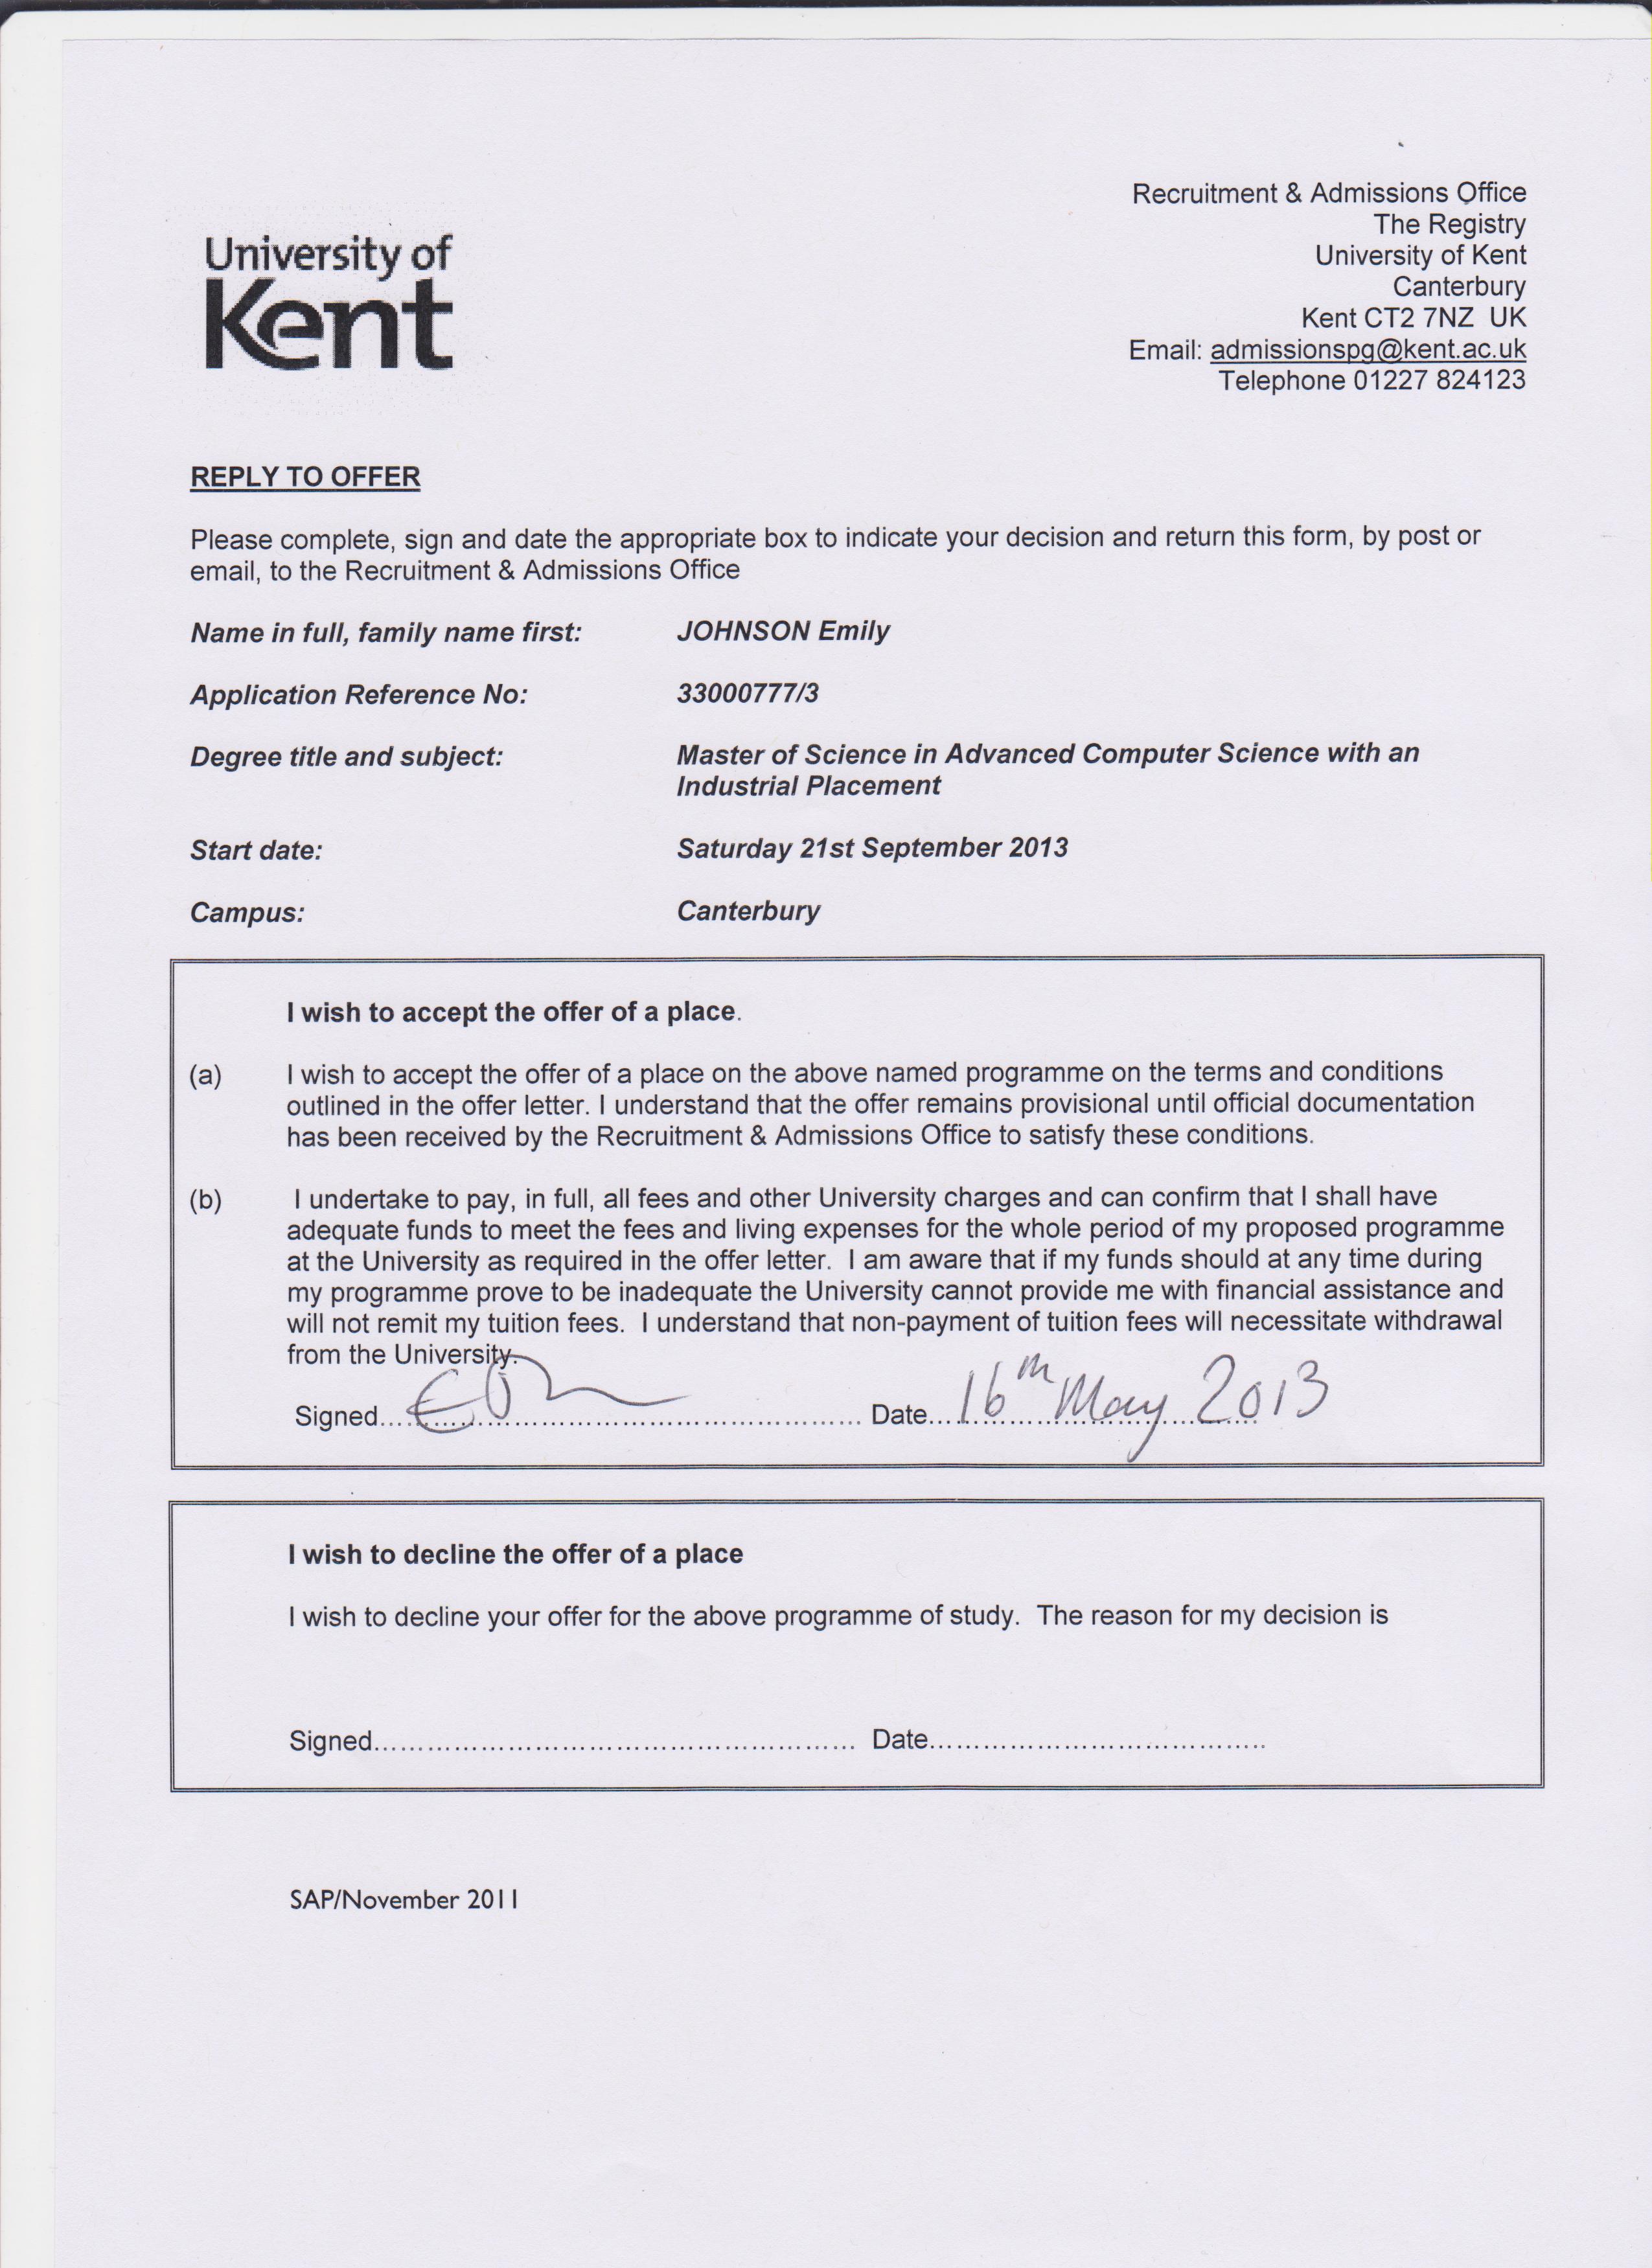 University of
Kent
Recruitment & Admissions Office
The Registry
University of Kent
Canterbury
Kent CT2 7NZ  UK
Email: admissionspg@kent.ac.uk
Telephone 01227 824123
REPLY TO OFFER
Please complete, sign and date the appropriate box to indicate your decision and return this form, by post or
email, to the Recruitment & Admissions Office
Name in full, family name first: JOHNSON Emily
Application Reference No: 33000777/3
Degree title and subject: Master of Science in Advanced Computer Science with an
Industrial Placement
Start date: Saturday 21st September 2013
Campus: Canterbury
I wish to accept the offer of a place.
(a) I wish to accept the offer of a place on the above named programme on the terms and conditions
outlined in the offer letter. I understand that the offer remains provisional until official documentation
has been received by the Recruitment & Admissions Office to satisfy these conditions.
(b) I undertake to pay, in full, all fees and other University charges and can confirm that I shall have
adequate funds to meet the fees and living expenses for the whole period of my proposed programme
at the University as required in the offer letter.  I am aware that if my funds should at any time during
my programme prove to be inadequate the University cannot provide me with financial assistance and
will not remit my tuition fees.  I understand that non-payment of tuition fees will necessitate withdrawal
from the University.
Signed.................................................. Date...16th May 2013
I wish to decline the offer of a place
I wish to decline your offer for the above programme of study.  The reason for my decision is
Signed.................................................. Date...................................
SAP/November 2011